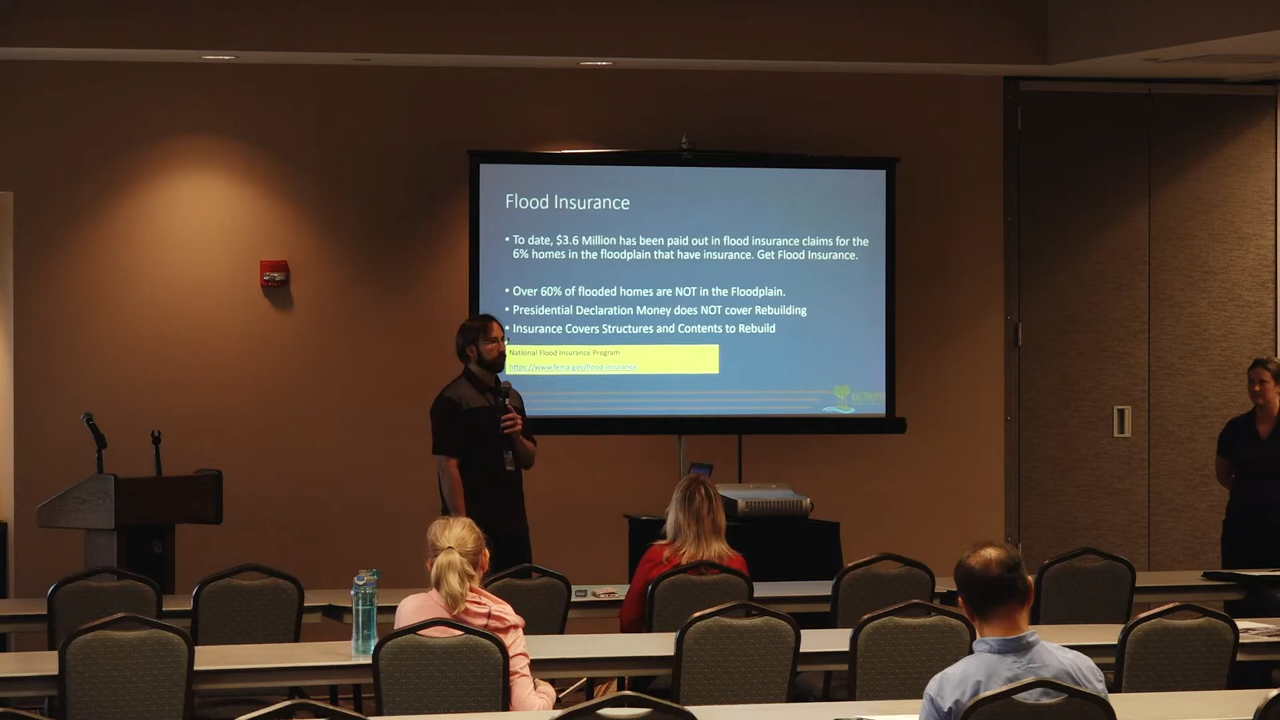 Flood Insurance
• To date, $3.6 Million has been paid out in flood insurance claims for the
6% homes in the floodplain that have insurance. Get Flood Insurance.
• Over 60% of flooded homes are NOT in the Floodplain.
• Presidential Declaration Money does NOT cover Rebuilding
• Insurance Covers Structures and Contents to Rebuild
National Flood Insurance Program
https://www.fema.gov/flood-insurance